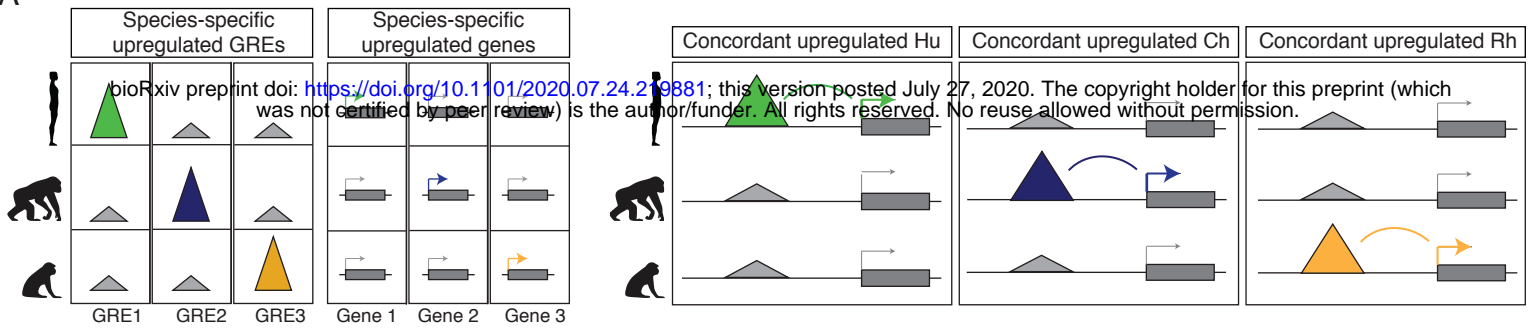 A
Species-specific
upregulated GREs
Species-specific
upregulated genes
Concordant upregulated Hu
Concordant upregulated Ch
Concordant upregulated Rh
bioRxiv preprint doi: https://doi.org/10.1101/2020.07.24.219881; this version posted July 27, 2020. The copyright holder for this preprint (which
was not certified by peer review) is the author/funder. All rights reserved. No reuse allowed without permission.
GRE1 GRE2 GRE3 Gene 1 Gene 2 Gene 3